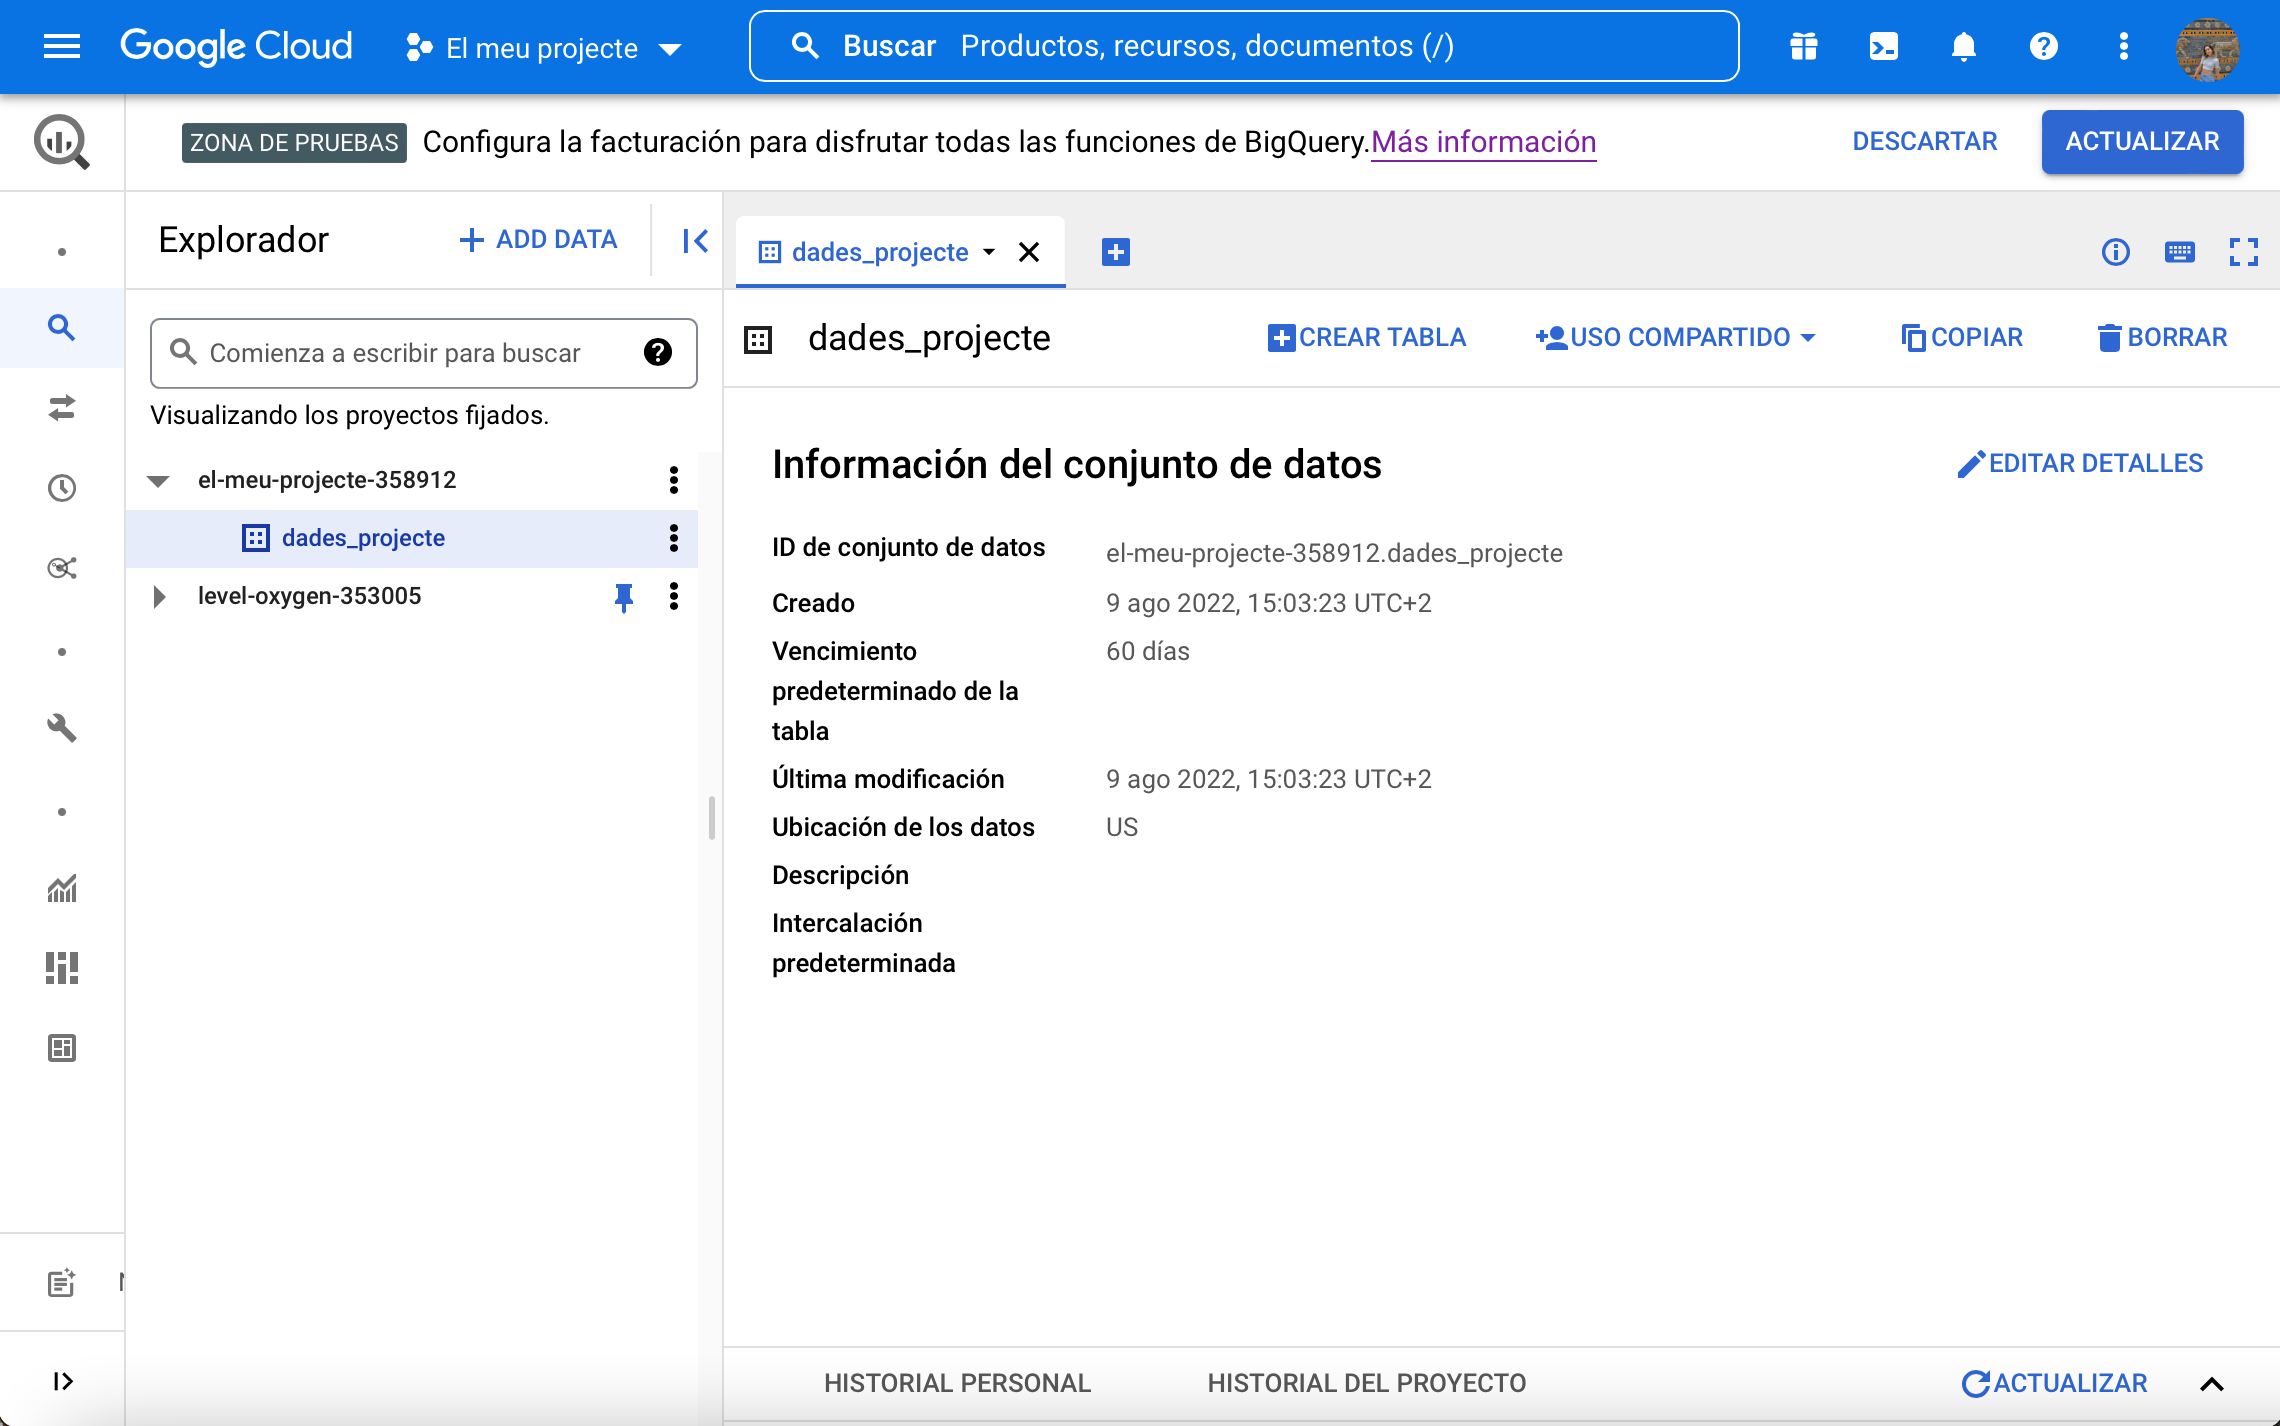 Google Cloud El meu projecte Buscar Productos, recursos, documentos (/)
ZONA DE PRUEBAS Configura la facturación para disfrutar todas las funciones de BigQuery. Más información DESCARTAR ACTUALIZAR
Explorador + ADD DATA
dades_projecte
dades_projecte CREAR TABLA USO COMPARTIDO COPIAR BORRAR
Comienza a escribir para buscar
Visualizando los proyectos fijados.
el-meu-projecte-358912
dades_projecte
level-oxygen-353005
Información del conjunto de datos EDITAR DETALLES
ID de conjunto de datos el-meu-projecte-358912.dades_projecte
Creado 9 ago 2022, 15:03:23 UTC+2
Vencimiento predeterminado de la tabla 60 días
Última modificación 9 ago 2022, 15:03:23 UTC+2
Ubicación de los datos US
Descripción
Intercalación
predeterminada
HISTORIAL PERSONAL HISTORIAL DEL PROYECTO ACTUALIZAR